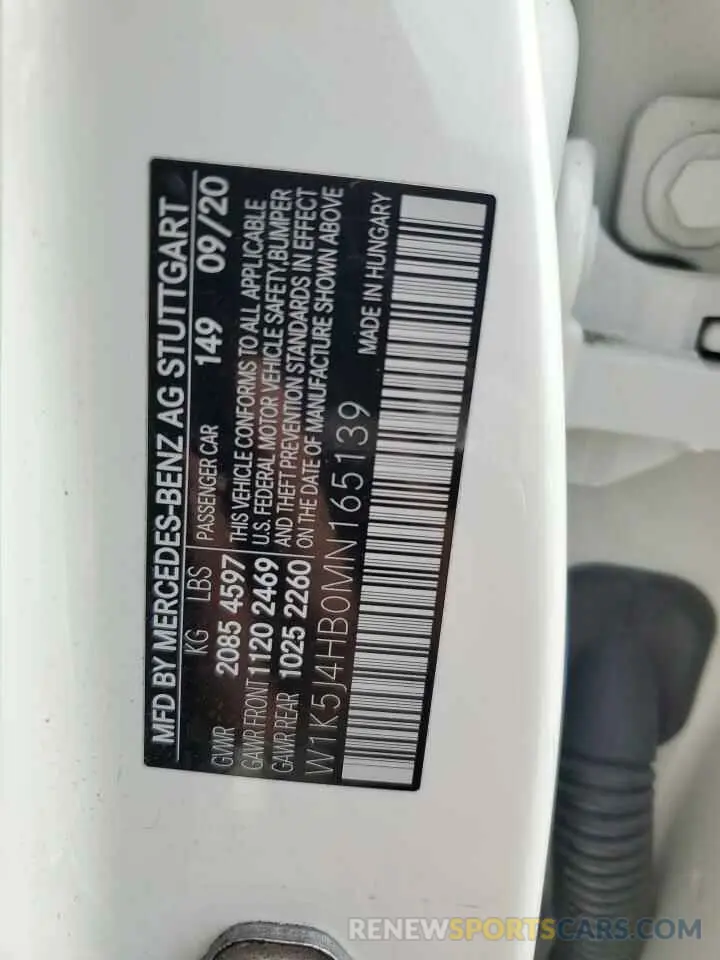 MFD BY MERCEDES-BENZ AG STUTTGART
KG LBS PASSENGER CAR 149 09/20
GVWR 2085 4597
GAWR FRONT 1120 2469
GAWR REAR 1025 2260
THIS VEHICLE CONFORMS TO ALL APPLICABLE
U.S. FEDERAL MOTOR VEHICLE SAFETY, BUMPER
AND THEFT PREVENTION STANDARDS IN EFFECT
ON THE DATE OF MANUFACTURE SHOWN ABOVE
W1K5J4HB0MN165139 MADE IN HUNGARY
RENEWSPORTSCARS.COM